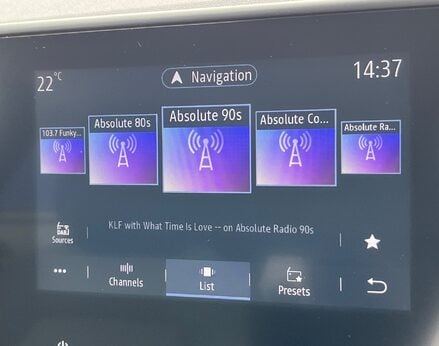 Navigation
22°C
14:37
103.7 Funky...
Absolute 80s
Absolute 90s
Absolute Co...
Absolute Ra...
KLF with What Time Is Love -- on Absolute Radio 90s
DAB
Sources
•••
Channels
List
Presets